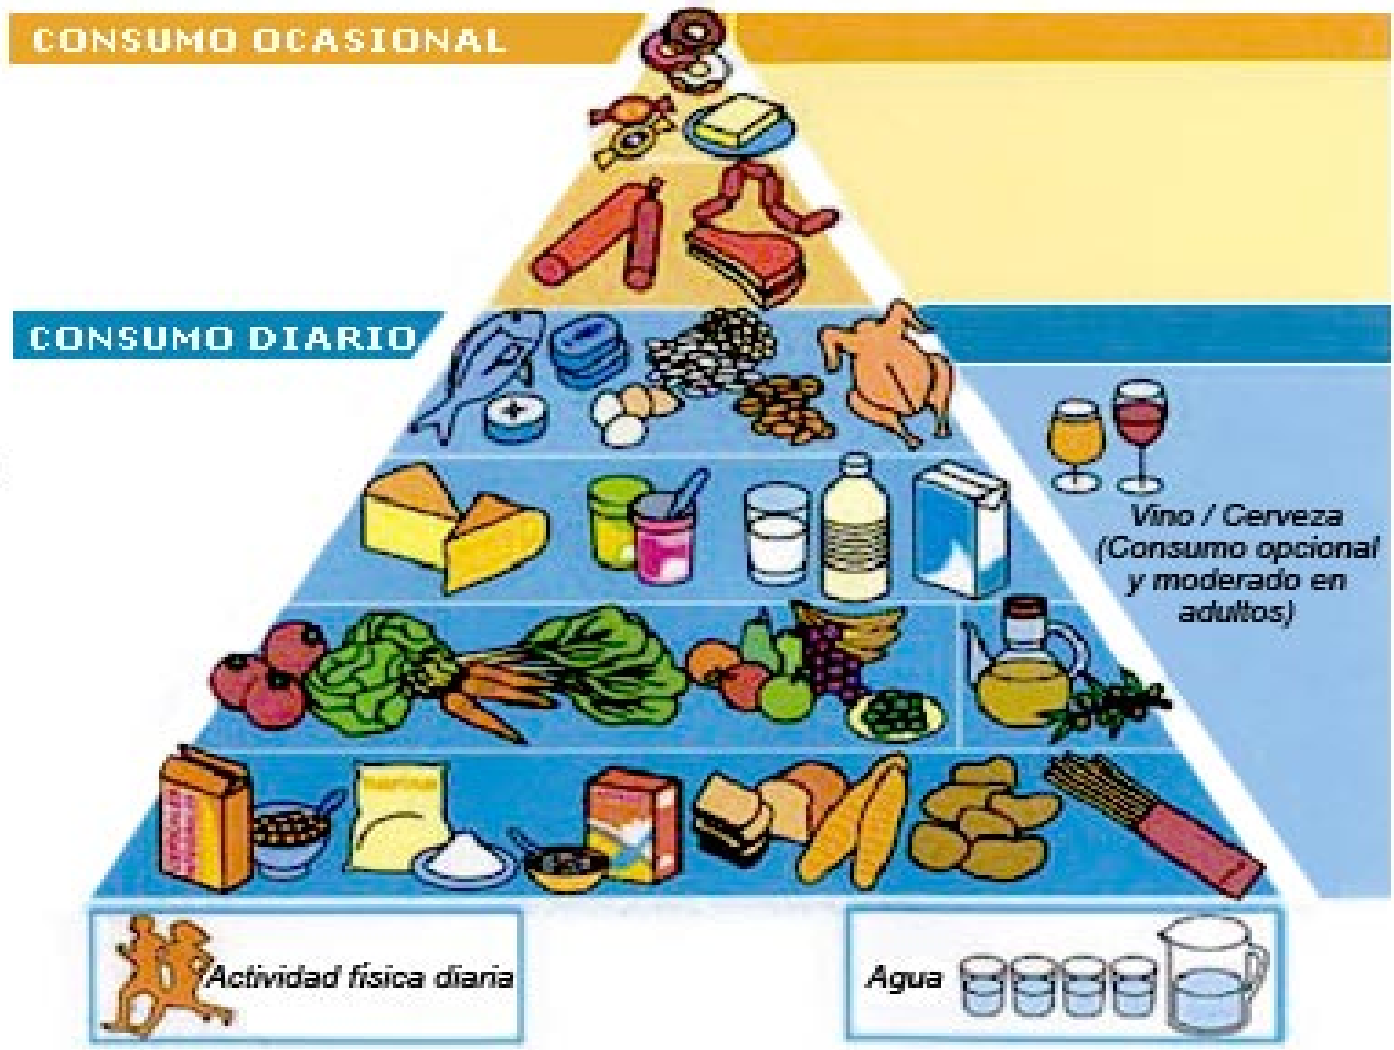 CONSUMO OCASIONAL
CONSUMO DIARIO
Vino / Cerveza
(Consumo opcional
y moderado en
adultos)
Actividad física diaria
Agua